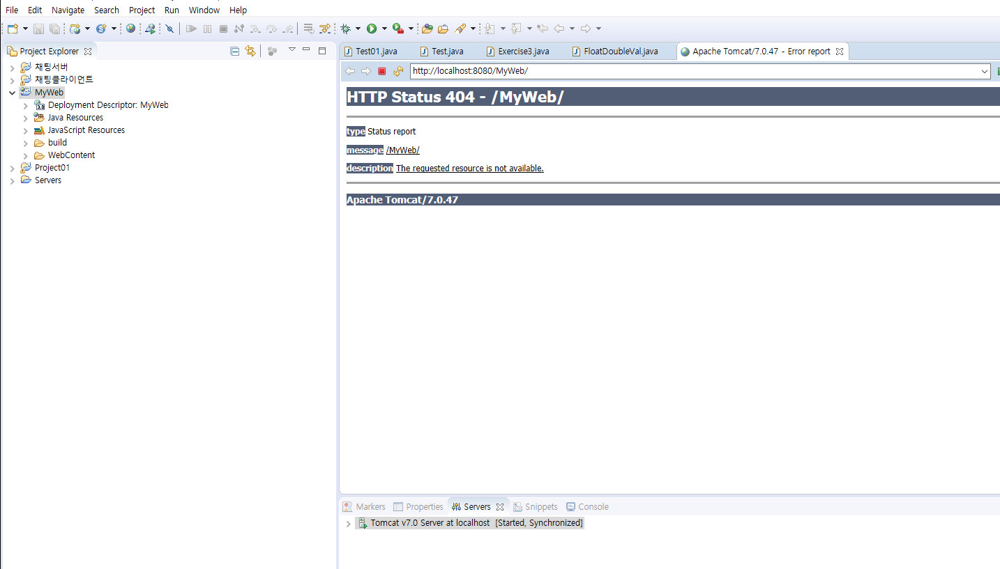 File Edit Navigate Search Project Run Window Help
Project Explorer
채팅서버
채팅클라이언트
MyWeb
Deployment Descriptor: MyWeb
3.0
Java Resources
JavaScript Resources
build
WebContent
Project01
Servers
Test01.java Test.java Exercise3.java FloatDoubleVal.java Apache Tomcat/7.0.47 - Error report
http://localhost:8080/MyWeb/
HTTP Status 404 - /MyWeb/
type Status report
message /MyWeb/
description The requested resource is not available.
Apache Tomcat/7.0.47
Markers Properties Servers Snippets Console
Tomcat v7.0 Server at localhost [Started, Synchronized]